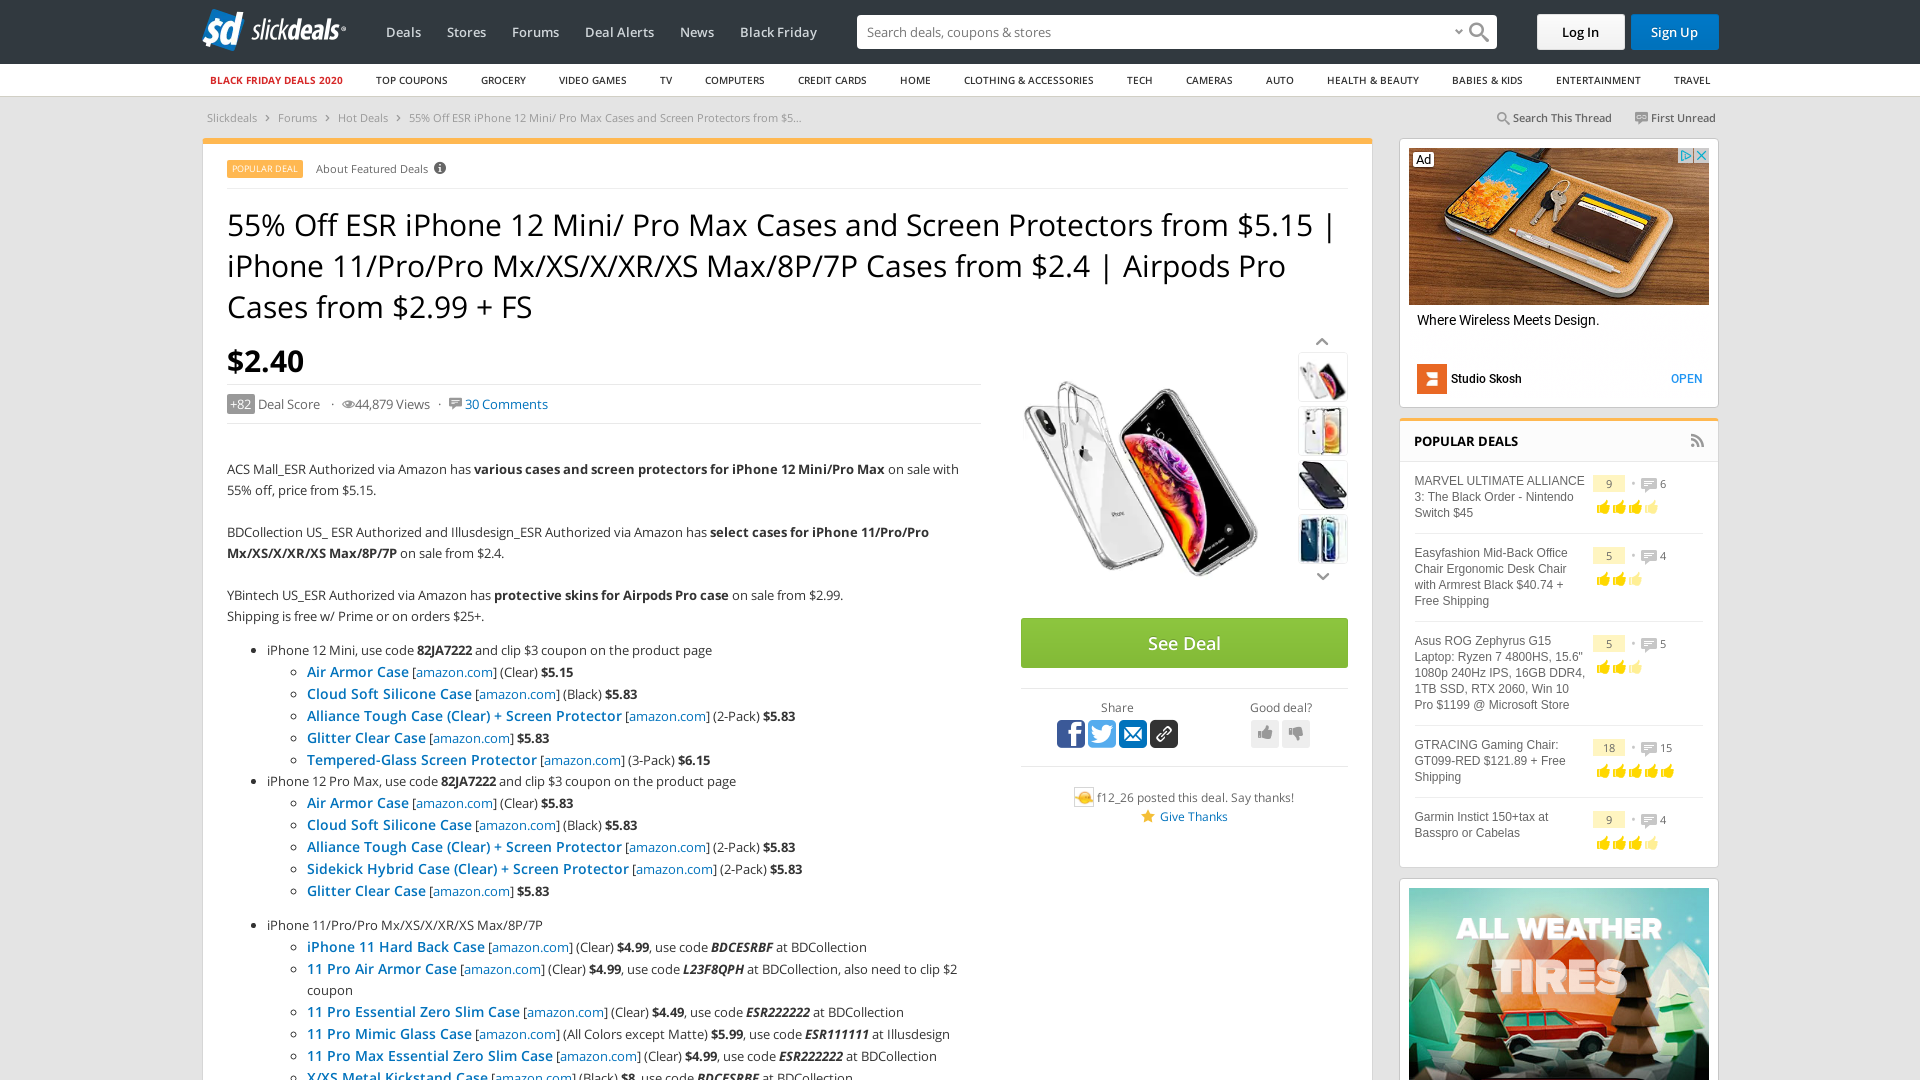 slickdeals
Deals Stores Forums Deal Alerts News Black Friday
Search deals, coupons & stores
Log In Sign Up
BLACK FRIDAY DEALS 2020 TOP COUPONS GROCERY VIDEO GAMES TV COMPUTERS CREDIT CARDS HOME CLOTHING & ACCESSORIES TECH CAMERAS AUTO HEALTH & BEAUTY BABIES & KIDS ENTERTAINMENT TRAVEL
Slickdeals > Forums > Hot Deals > 55% Off ESR iPhone 12 Mini/ Pro Max Cases and Screen Protectors from $5...
Search This Thread First Unread
POPULAR DEAL About Featured Deals
55% Off ESR iPhone 12 Mini/ Pro Max Cases and Screen Protectors from $5.15 |
iPhone 11/Pro/Pro Mx/XS/X/XR/XS Max/8P/7P Cases from $2.4 | Airpods Pro
Cases from $2.99 + FS
$2.40
+82 Deal Score · 44,879 Views · 30 Comments
ACS Mall_ESR Authorized via Amazon has various cases and screen protectors for iPhone 12 Mini/Pro Max on sale with
55% off, price from $5.15.
BDCollection US_ ESR Authorized and Illusdesign_ESR Authorized via Amazon has select cases for iPhone 11/Pro/Pro
Mx/XS/X/XR/XS Max/8P/7P on sale from $2.4.
YBintech US_ESR Authorized via Amazon has protective skins for Airpods Pro case on sale from $2.99.
Shipping is free w/ Prime or on orders $25+.
iPhone 12 Mini, use code 82JA7222 and clip $3 coupon on the product page
Air Armor Case [amazon.com] (Clear) $5.15
Cloud Soft Silicone Case [amazon.com] (Black) $5.83
Alliance Tough Case (Clear) + Screen Protector [amazon.com] (2-Pack) $5.83
Glitter Clear Case [amazon.com] $5.83
Tempered-Glass Screen Protector [amazon.com] (3-Pack) $6.15
iPhone 12 Pro Max, use code 82JA7222 and clip $3 coupon on the product page
Air Armor Case [amazon.com] (Clear) $5.83
Cloud Soft Silicone Case [amazon.com] (Black) $5.83
Alliance Tough Case (Clear) + Screen Protector [amazon.com] (2-Pack) $5.83
Sidekick Hybrid Case (Clear) + Screen Protector [amazon.com] (2-Pack) $5.83
Glitter Clear Case [amazon.com] $5.83
iPhone 11/Pro/Pro Mx/XS/X/XR/XS Max/8P/7P
iPhone 11 Hard Back Case [amazon.com] (Clear) $4.99, use code BDCESRBF at BDCollection
11 Pro Air Armor Case [amazon.com] (Clear) $4.99, use code L23F8QPH at BDCollection, also need to clip $2
coupon
11 Pro Essential Zero Slim Case [amazon.com] (Clear) $4.49, use code ESR222222 at BDCollection
11 Pro Mimic Glass Case [amazon.com] (All Colors except Matte) $5.99, use code ESR111111 at Illusdesign
11 Pro Max Essential Zero Slim Case [amazon.com] (Clear) $4.99, use code ESR222222 at BDCollection
X/XS Metal Kickstand Case [amazon.com] (Black) $8, use code BDCESRBF at BDCollection
See Deal
Share Good deal?
f12_26 posted this deal. Say thanks!
Give Thanks
Ad
Where Wireless Meets Design.
Studio Skosh OPEN
POPULAR DEALS
MARVEL ULTIMATE ALLIANCE
3: The Black Order - Nintendo
Switch $45
9 • 6
Easyfashion Mid-Back Office
Chair Ergonomic Desk Chair
with Armrest Black $40.74 +
Free Shipping
5 • 4
Asus ROG Zephyrus G15
Laptop: Ryzen 7 4800HS, 15.6"
1080p 240Hz IPS, 16GB DDR4,
1TB SSD, RTX 2060, Win 10
Pro $1199 @ Microsoft Store
5 • 5
GTRACING Gaming Chair:
GT099-RED $121.89 + Free
Shipping
18 • 15
Garmin Instict 150+tax at
Basspro or Cabelas
9 • 4
ALL WEATHER
TIRES